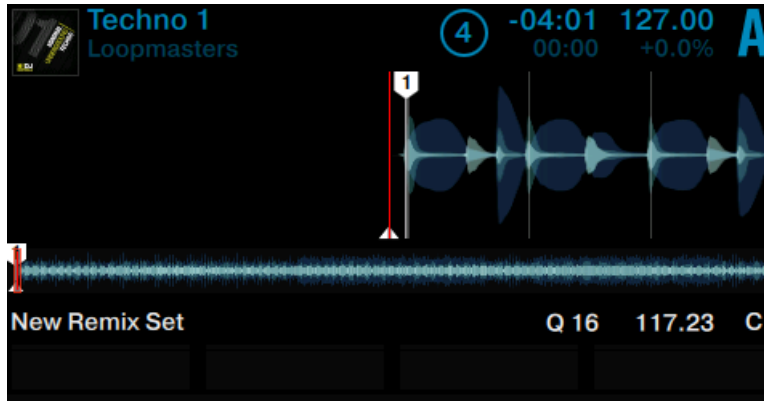 Techno 1
Loopmasters
4
-04:01 127.00
00:00 +0.0%
A
1
New Remix Set Q 16 117.23 C